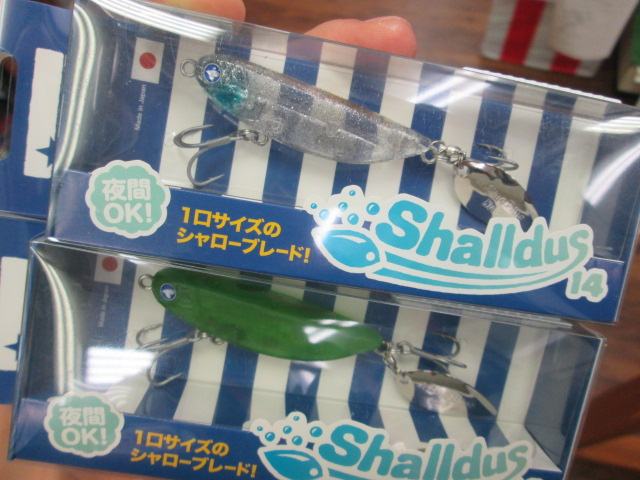 Made in Japan
夜間
OK!
1口サイズの
シャローブレード!
Shalldus
14
夜間
OK!
1口サイズの
シャローブレード!
Shalldus